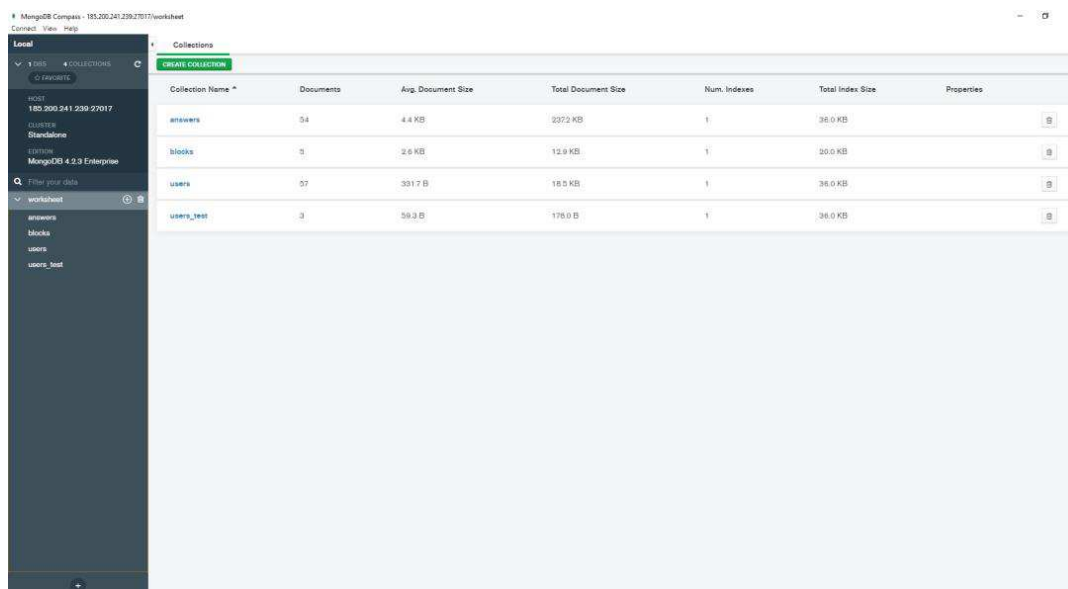 MongoDB Compass - 185.200.241.239:27017/worksheet
Connect View Help
Local
1 DBS 4 COLLECTIONS
FAVORITE
HOST
185.200.241.239:27017
CLUSTER
Standalone
EDITION
MongoDB 4.2.3 Enterprise
Filter your data
worksheet
answers
blocks
users
users_test
Collections
CREATE COLLECTION
Collection Name Documents Avg. Document Size Total Document Size Num. Indexes Total Index Size Properties
answers 54 4.4 KB 237.2 KB 1 36.0 KB
blocks 5 2.6 KB 12.9 KB 1 20.0 KB
users 57 331.7 B 18.5 KB 1 36.0 KB
users_test 3 59.3 B 178.0 B 1 36.0 KB